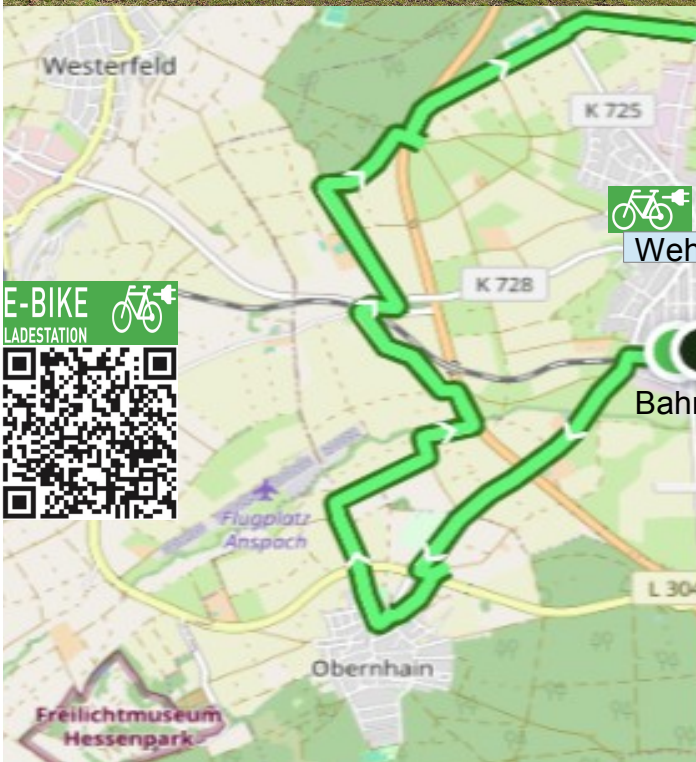 Westerfeld
K 725
Weh
K 728
E-BIKE
LADESTATION
Bahn
Flugplatz
Anspach
L 304
Obernhain
Freilichtmuseum
Hessenpark